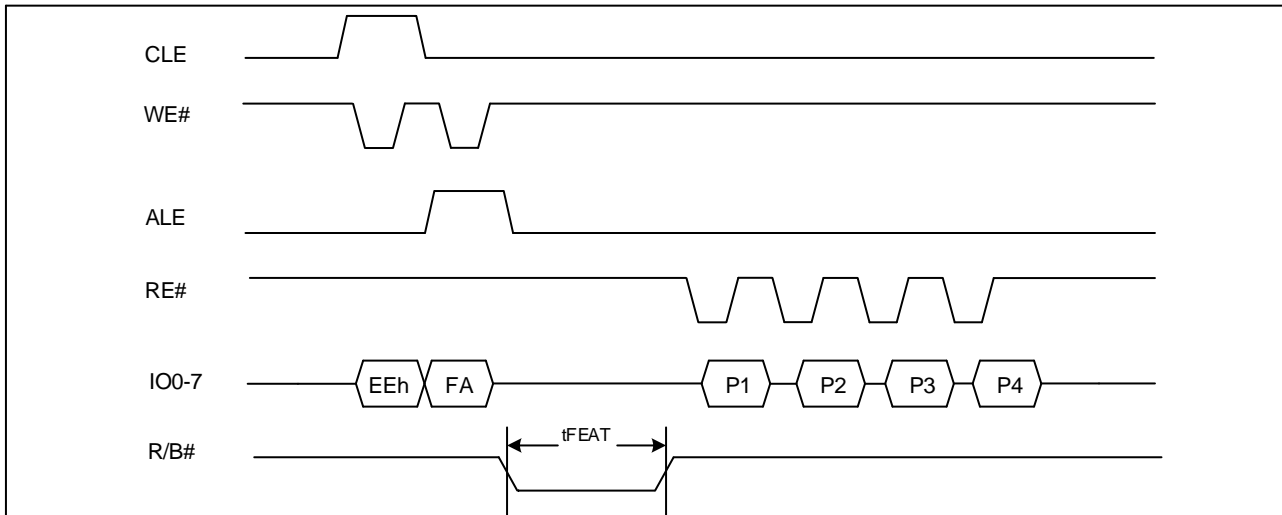 CLE
WE#
ALE
RE#
IO0-7 EEh FA P1 P2 P3 P4
tFEAT
R/B#